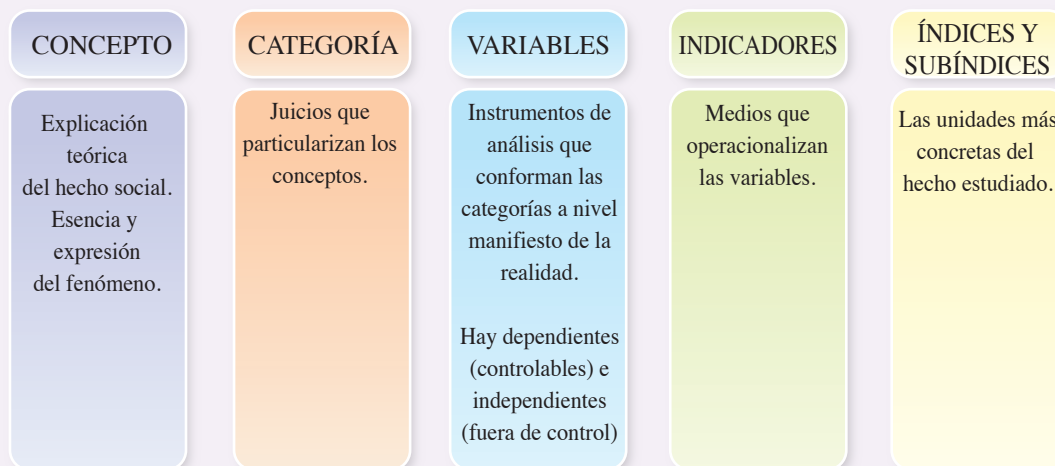 CONCEPTO
Explicación
teórica
del hecho social.
Esencia y
expresión
del fenómeno.
CATEGORÍA
Juicios que
particularizan los
conceptos.
VARIABLES
Instrumentos de
análisis que
conforman las
categorías a nivel
manifiesto de la
realidad.
Hay dependientes
(controlables) e
independientes
(fuera de control)
INDICADORES
Medios que
operacionalizan
las variables.
ÍNDICES Y
SUBÍNDICES
Las unidades más
concretas del
hecho estudiado.